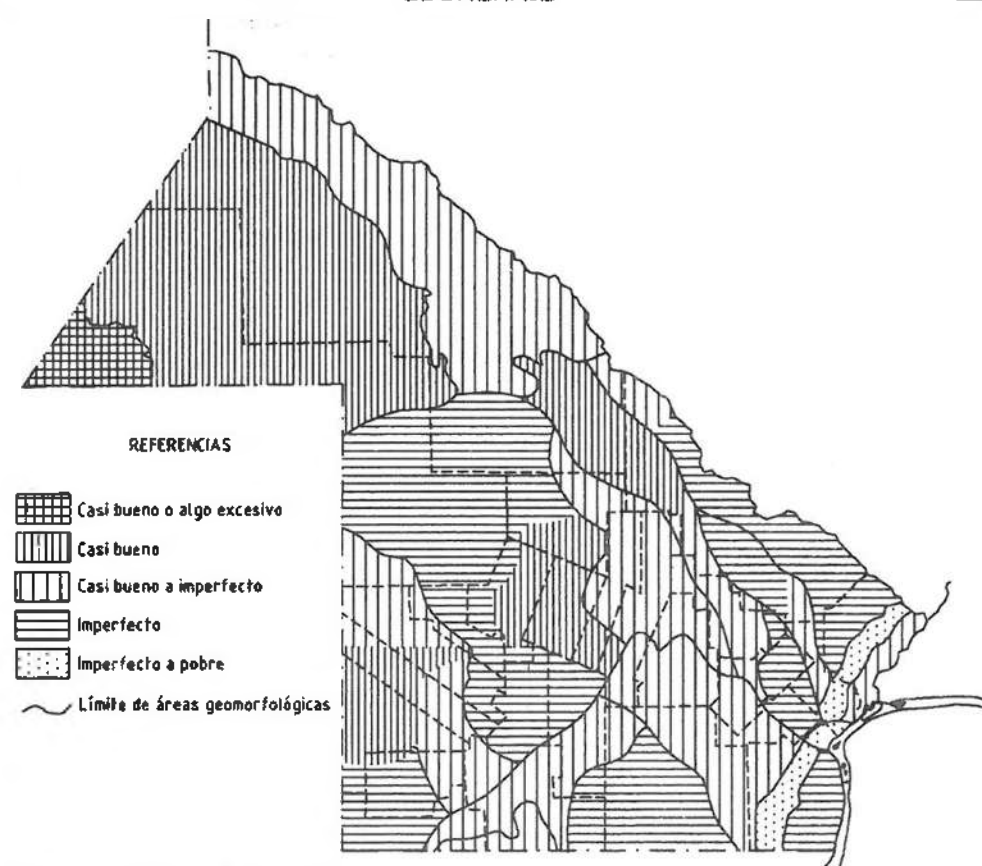 REFERENCIAS
Casi bueno o algo excesivo
Casi bueno
Casi bueno a imperfecto
Imperfecto
Imperfecto a pobre
Límite de áreas geomorfológicas